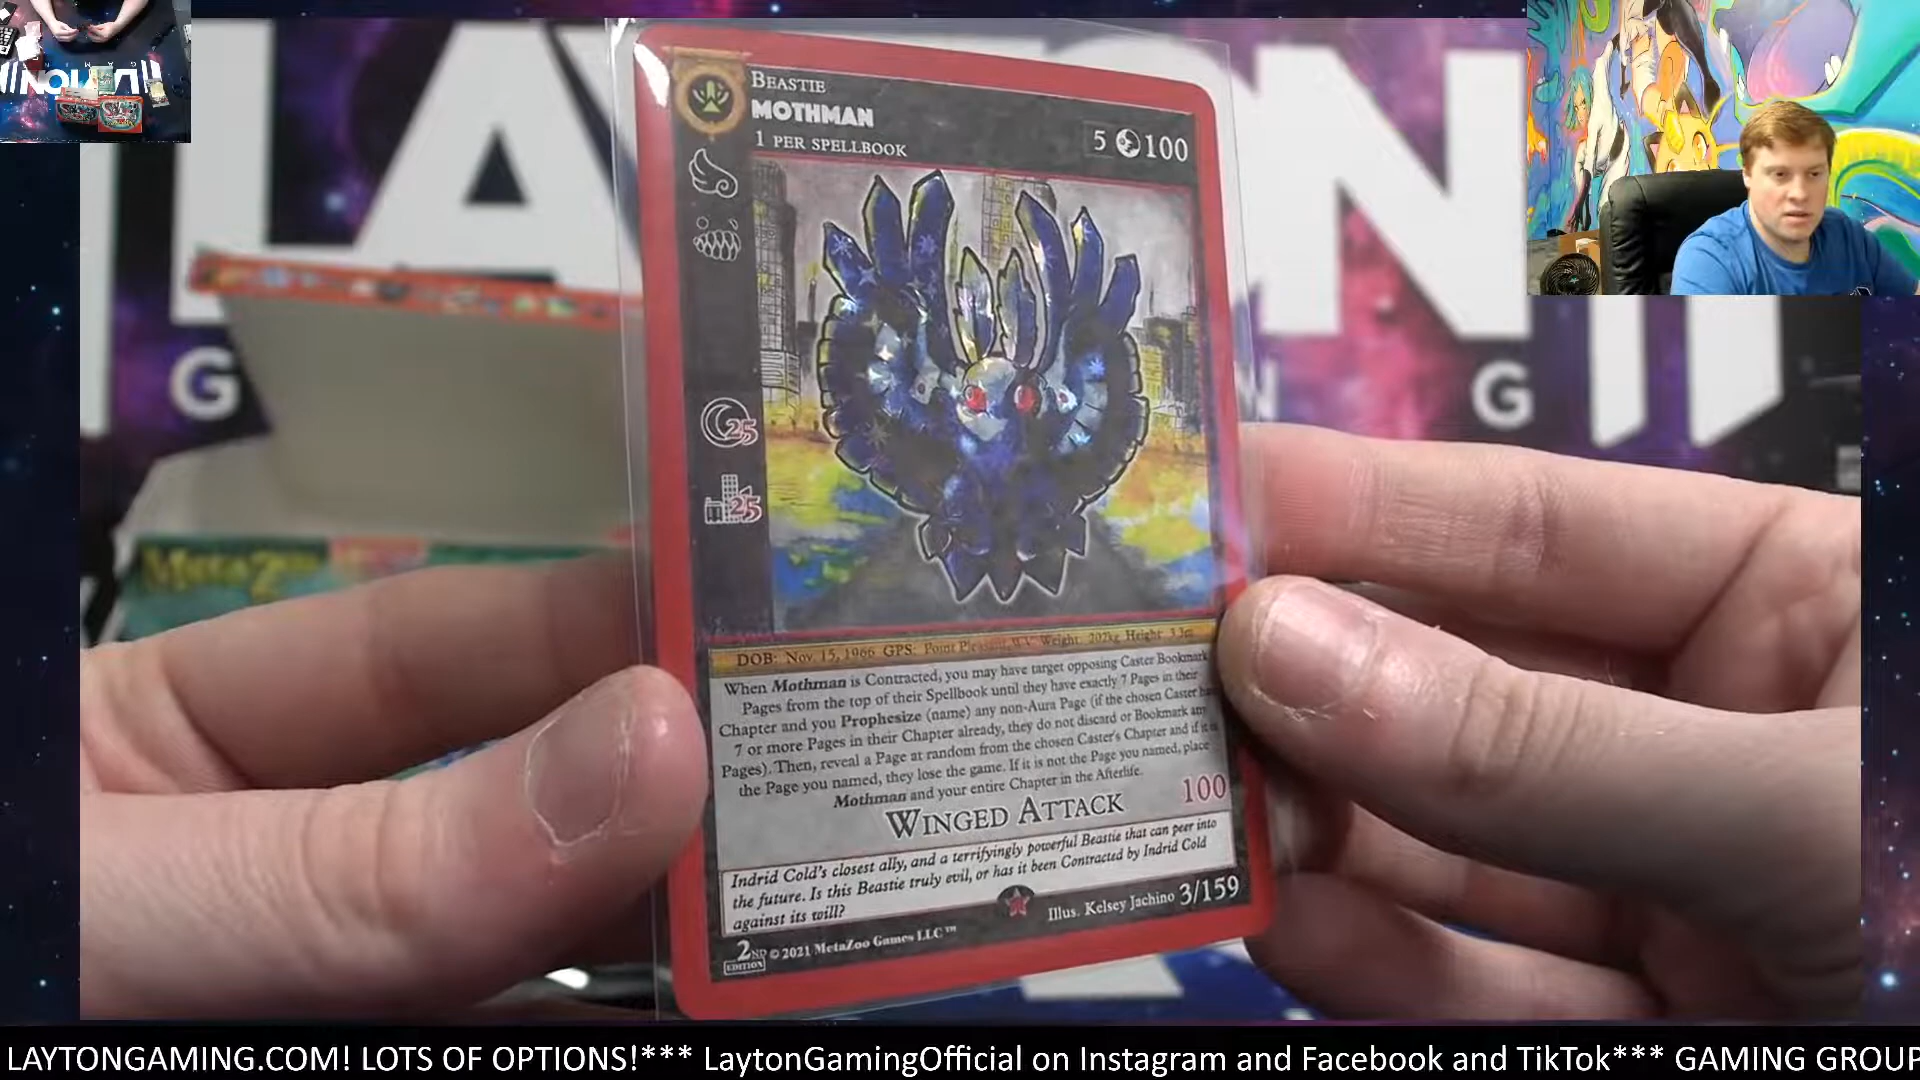 BEASTIE
MOTHMAN
1 PER SPELLBOOK
5 100
25
25
DOB: Nov. 15, 1966 GPS: Point Pleasant, W.V. Weight: 202kg Height: 3.3m
When Mothman is Contracted, you may have target opposing Caster Bookmark
Pages from the top of their Spellbook until they have exactly 7 Pages in their
Chapter and you Prophesize (name) any non-Aura Page (if the chosen Caster has
7 or more Pages in their Chapter already, they do not discard or Bookmark any
Pages). Then, reveal a Page at random from the chosen Caster's Chapter and if it is
the Page you named, they lose the game. If it is not the Page you named, place
Mothman and your entire Chapter in the Afterlife.
WINGED ATTACK 100
Indrid Cold's closest ally, and a terrifyingly powerful Beastie that can peer into
the future. Is this Beastie truly evil, or has it been Contracted by Indrid Cold
against its will?
Illus. Kelsey Jachino 3/159
2ND EDITION © 2021 MetaZoo Games LLC™
LAYTONGAMING.COM! LOTS OF OPTIONS!*** LaytonGamingOfficial on Instagram and Facebook and TikTok*** GAMING GROUP